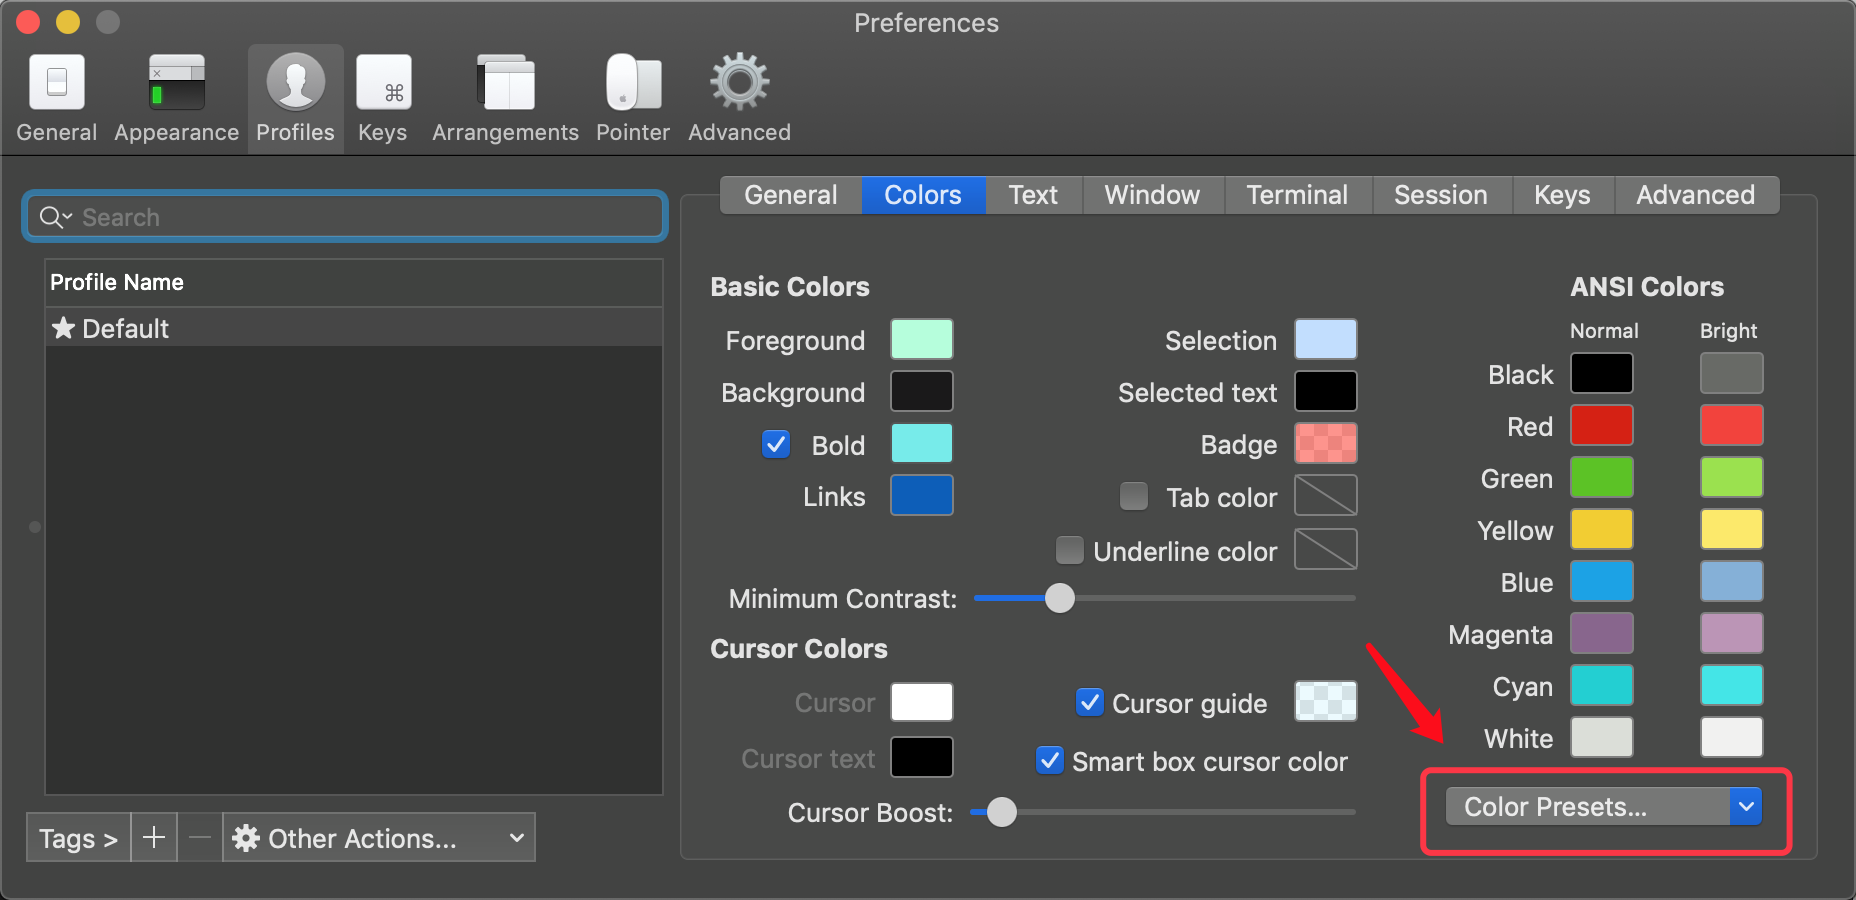 Preferences
General
Appearance
Profiles
Keys
Arrangements
Pointer
Advanced
Search
Profile Name
Default
Tags >
Other Actions...
General
Colors
Text
Window
Terminal
Session
Keys
Advanced
Basic Colors
Foreground
Background
Bold
Links
Selection
Selected text
Badge
Tab color
Underline color
Minimum Contrast:
Cursor Colors
Cursor
Cursor text
Cursor guide
Smart box cursor color
Cursor Boost:
ANSI Colors
Normal Bright
Black
Red
Green
Yellow
Blue
Magenta
Cyan
White
Color Presets...